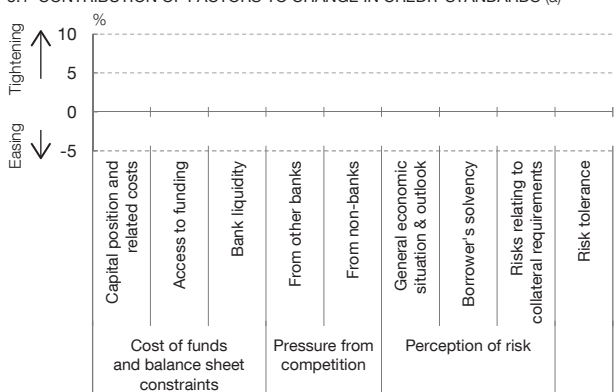 %
Tightening
Easing
10
5
0
-5
Capital position and
related costs
Access to funding
Bank liquidity
From other banks
From non-banks
General economic
situation & outlook
Borrower's solvency
Risks relating to
collateral requirements
Risk tolerance
Cost of funds
and balance sheet
constraints
Pressure from
competition
Perception of risk